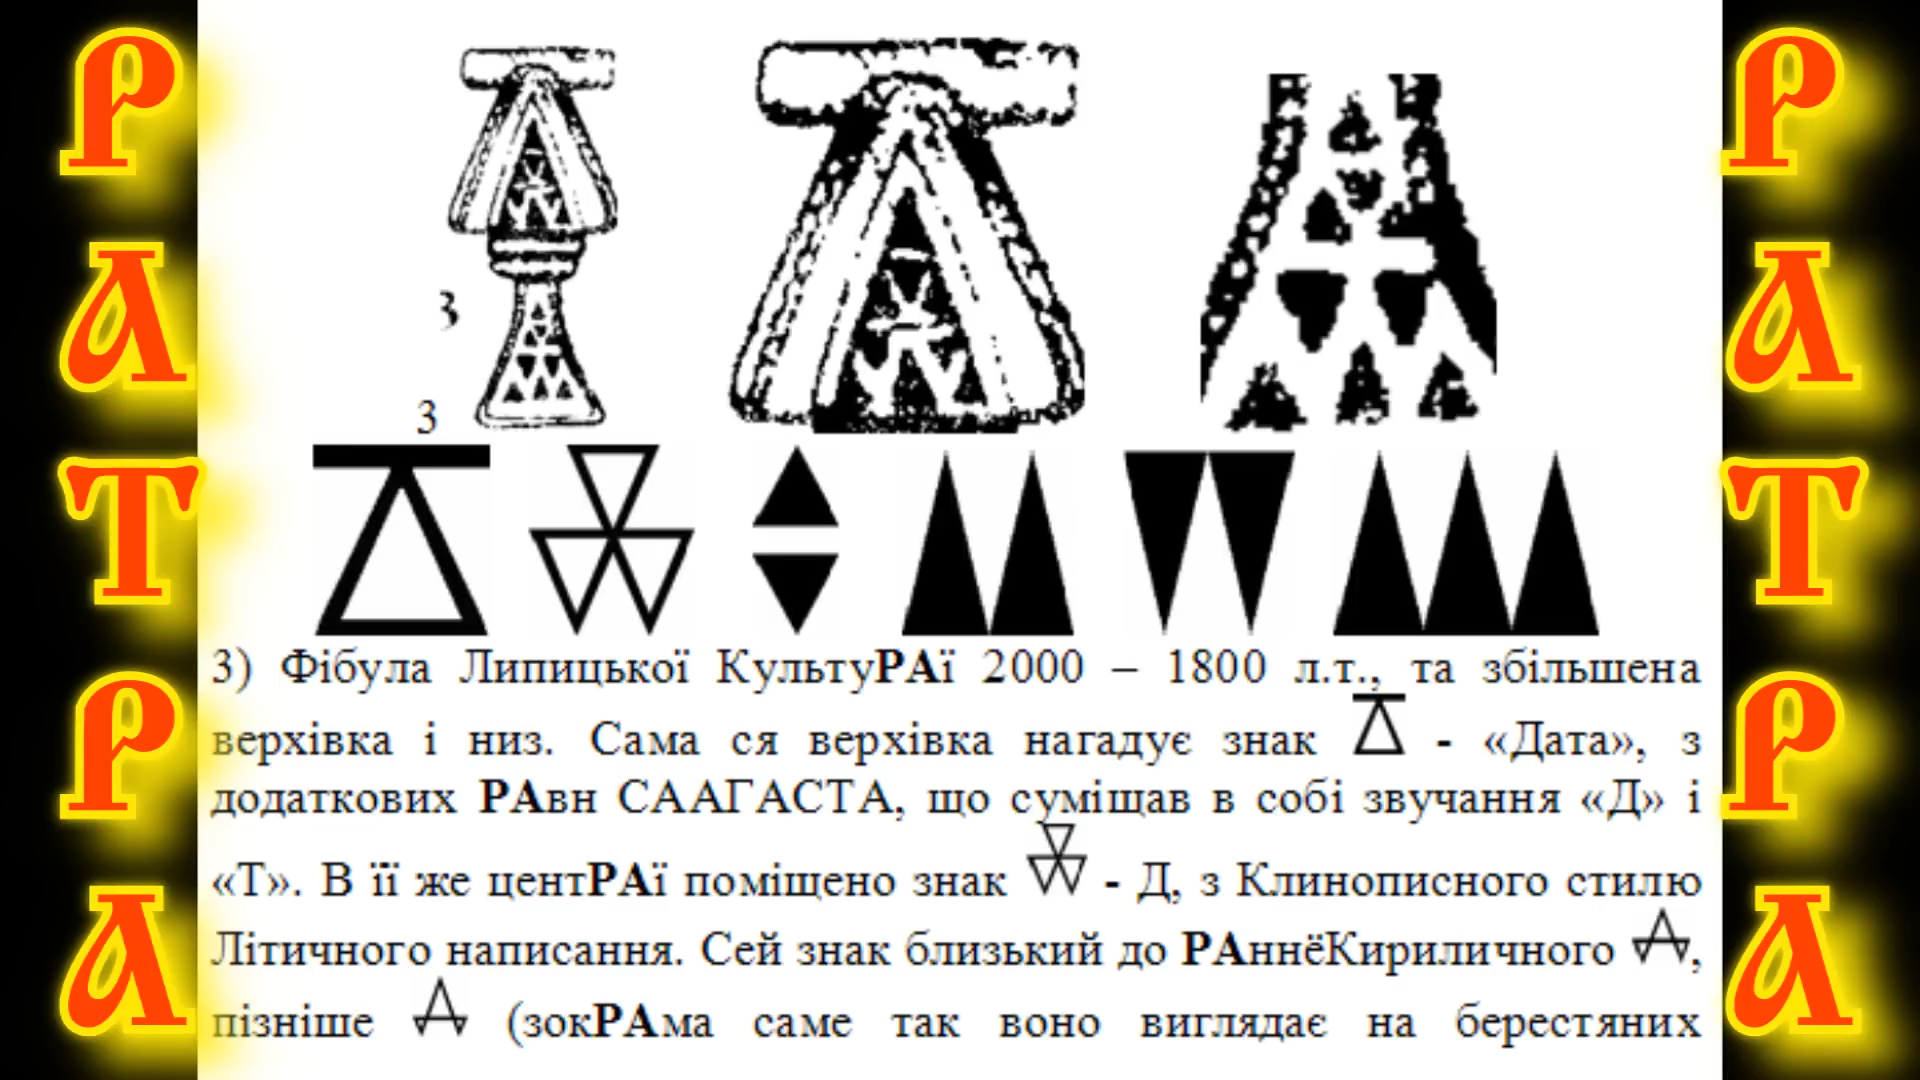 РАТРА
3
3
3) Фібула Липицької КультуРАї 2000 – 1800 л.т., та збільшена
верхівка і низ. Сама ся верхівка нагадує знак - «Дата», з
додаткових РАвн СААГАСТА, що суміщав в собі звучання «Д» і
«Т». В її же центРАї поміщено знак - Д, з Клинописного стилю
Літичного написання. Сей знак близький до РАннёКириличного ,
пізніше (зокРАма саме так воно виглядає на берестяних
РАТРА